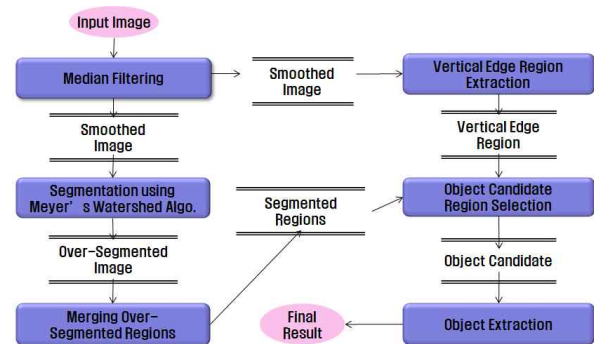 Input Image
Median Filtering
Smoothed
Image
Vertical Edge Region
Extraction
Smoothed
Image
Vertical Edge
Region
Segmentation using
Meyer’s Watershed Algo.
Segmented
Regions
Object Candidate
Region Selection
Over-Segmented
Image
Object Candidate
Merging Over-
Segmented Regions
Final
Result
Object Extraction